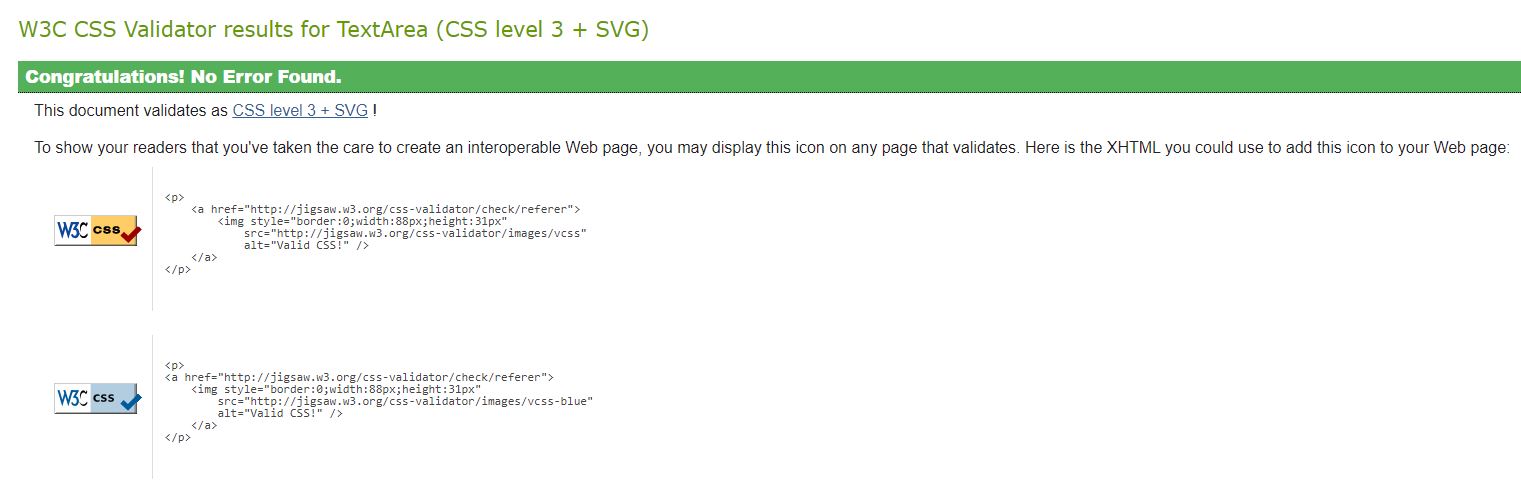 W3C CSS Validator results for TextArea (CSS level 3 + SVG)
Congratulations! No Error Found.
This document validates as CSS level 3 + SVG !
To show your readers that you've taken the care to create an interoperable Web page, you may display this icon on any page that validates. Here is the XHTML you could use to add this icon to your Web page:
W3C css
<p>
<a href="http://jigsaw.w3.org/css-validator/check/referer">
<img style="border:0;width:88px;height:31px"
src="http://jigsaw.w3.org/css-validator/images/vcss"
alt="Valid CSS!" />
</a>
</p>
W3C css
<p>
<a href="http://jigsaw.w3.org/css-validator/check/referer">
<img style="border:0;width:88px;height:31px"
src="http://jigsaw.w3.org/css-validator/images/vcss-blue"
alt="Valid CSS!" />
</a>
</p>